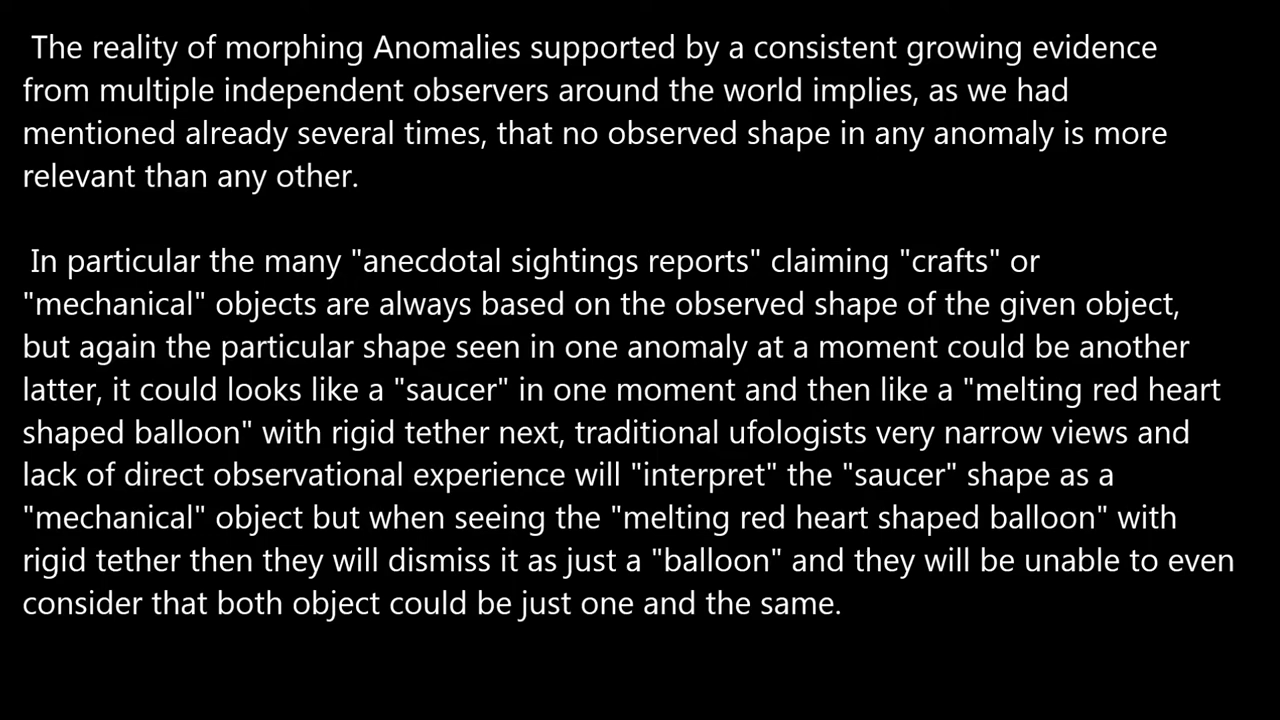 The reality of morphing Anomalies supported by a consistent growing evidence
from multiple independent observers around the world implies, as we had
mentioned already several times, that no observed shape in any anomaly is more
relevant than any other.
In particular the many "anecdotal sightings reports" claiming "crafts" or
"mechanical" objects are always based on the observed shape of the given object,
but again the particular shape seen in one anomaly at a moment could be another
latter, it could looks like a "saucer" in one moment and then like a "melting red heart
shaped balloon" with rigid tether next, traditional ufologists very narrow views and
lack of direct observational experience will "interpret" the "saucer" shape as a
"mechanical" object but when seeing the "melting red heart shaped balloon" with
rigid tether then they will dismiss it as just a "balloon" and they will be unable to even
consider that both object could be just one and the same.